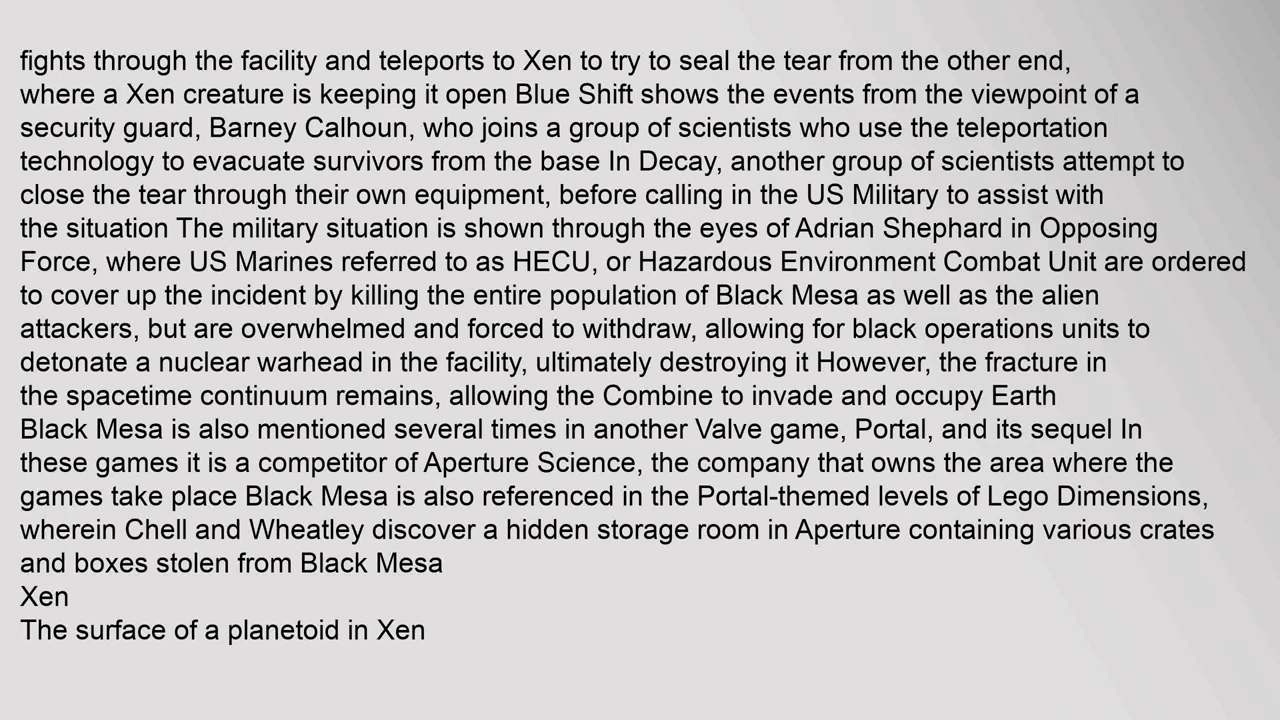 fights through the facility and teleports to Xen to try to seal the tear from the other end,
where a Xen creature is keeping it open Blue Shift shows the events from the viewpoint of a
security guard, Barney Calhoun, who joins a group of scientists who use the teleportation
technology to evacuate survivors from the base In Decay, another group of scientists attempt to
close the tear through their own equipment, before calling in the US Military to assist with
the situation The military situation is shown through the eyes of Adrian Shephard in Opposing
Force, where US Marines referred to as HECU, or Hazardous Environment Combat Unit are ordered
to cover up the incident by killing the entire population of Black Mesa as well as the alien
attackers, but are overwhelmed and forced to withdraw, allowing for black operations units to
detonate a nuclear warhead in the facility, ultimately destroying it However, the fracture in
the spacetime continuum remains, allowing the Combine to invade and occupy Earth
Black Mesa is also mentioned several times in another Valve game, Portal, and its sequel In
these games it is a competitor of Aperture Science, the company that owns the area where the
games take place Black Mesa is also referenced in the Portal-themed levels of Lego Dimensions,
wherein Chell and Wheatley discover a hidden storage room in Aperture containing various crates
and boxes stolen from Black Mesa
Xen
The surface of a planetoid in Xen